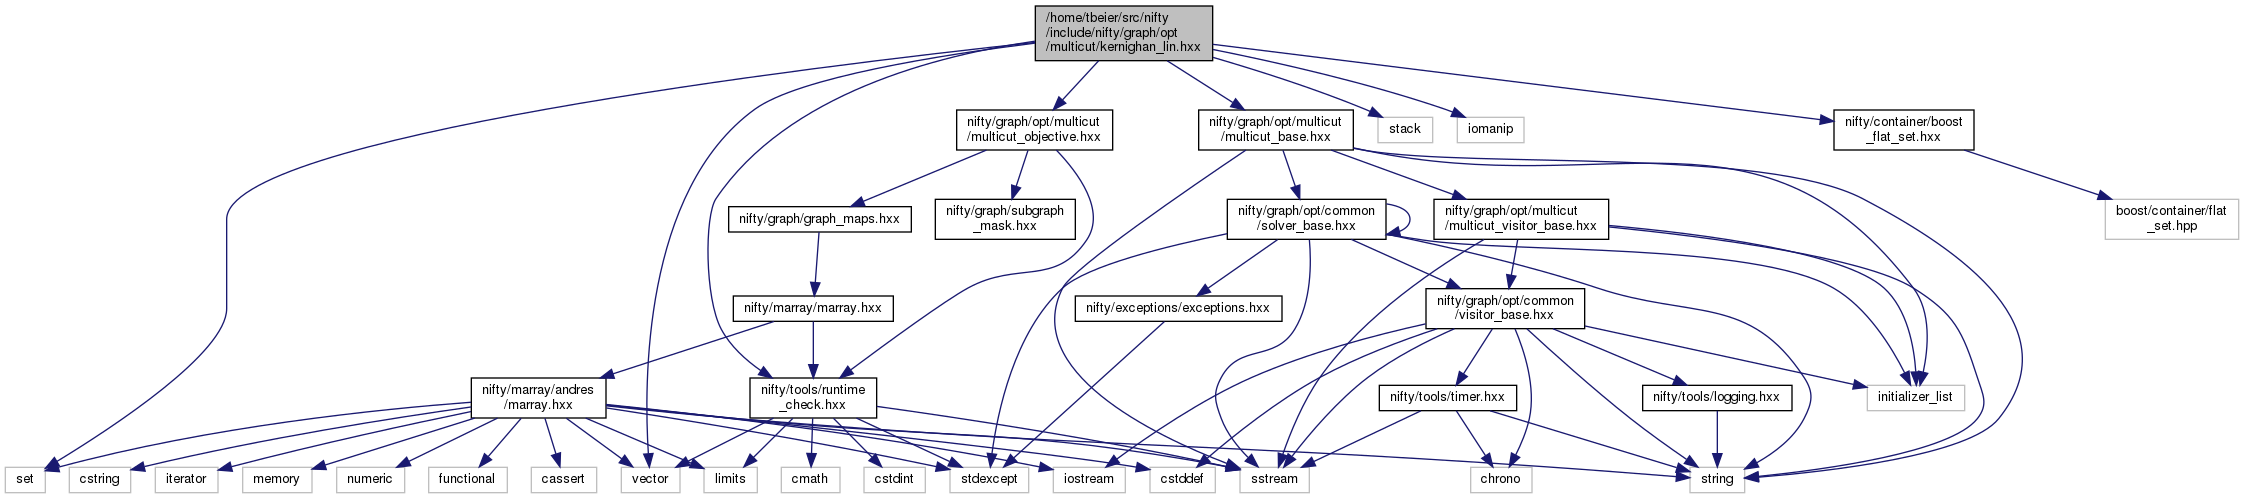 /home/tbeier/src/nifty
/include/nifty/graph/opt
/multicut/kernighan_lin.hxx
nifty/graph/opt/multicut
/multicut_objective.hxx
nifty/graph/opt/multicut
/multicut_base.hxx
stack
iomanip
nifty/container/boost
_flat_set.hxx
nifty/graph/graph_maps.hxx
nifty/graph/subgraph
_mask.hxx
nifty/graph/opt/common
/solver_base.hxx
nifty/graph/opt/multicut
/multicut_visitor_base.hxx
boost/container/flat
_set.hpp
nifty/marray/marray.hxx
nifty/exceptions/exceptions.hxx
nifty/graph/opt/common
/visitor_base.hxx
nifty/marray/andres
/marray.hxx
nifty/tools/runtime
_check.hxx
nifty/tools/timer.hxx
nifty/tools/logging.hxx
initializer_list
set
cstring
iterator
memory
numeric
functional
cassert
vector
limits
cmath
cstdint
stdexcept
iostream
cstddef
sstream
chrono
string